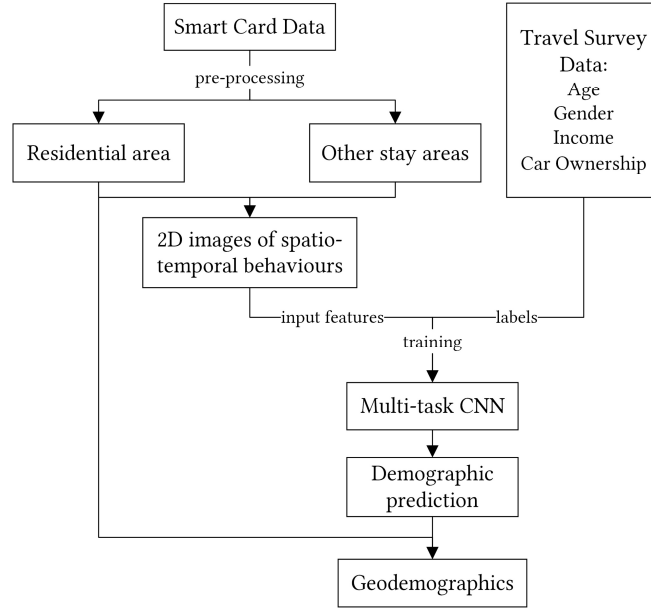 Smart Card Data
Travel Survey
Data:
Age
Gender
Income
Car Ownership
pre-processing
Residential area
Other stay areas
2D images of spatio-
temporal behaviours
input features
labels
training
Multi-task CNN
Demographic
prediction
Geodemographics